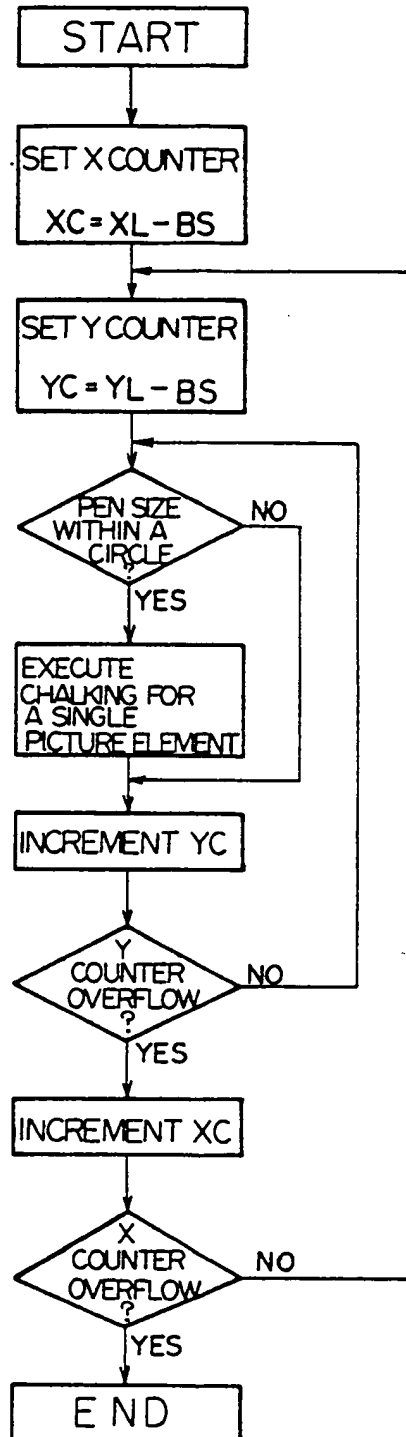 START
SET X COUNTER
XC=XL-BS
SET Y COUNTER
YC=YL-BS
PEN SIZE
WITHIN A
CIRCLE
?
NO
YES
EXECUTE
CHALKING FOR
A SINGLE
PICTURE ELEMENT
INCREMENT YC
Y
COUNTER
OVERFLOW
?
NO
YES
INCREMENT XC
X
COUNTER
OVERFLOW
?
NO
YES
END